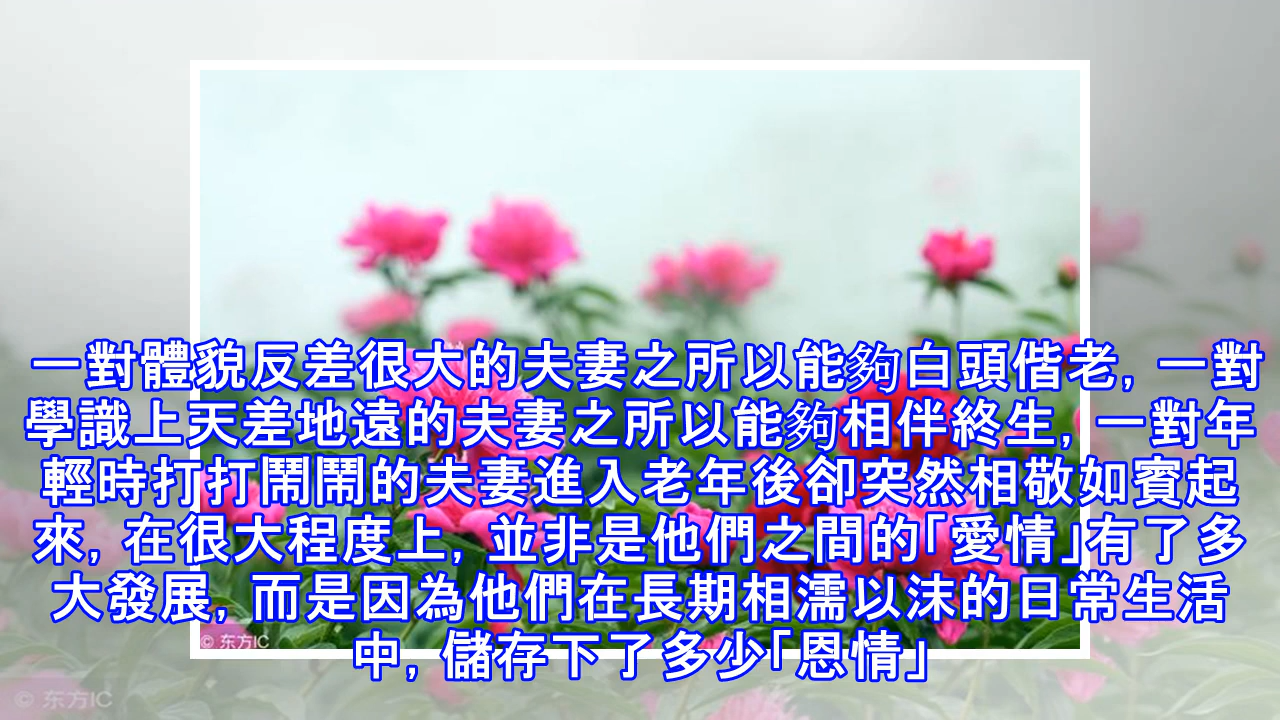 一對體貌反差很大的夫妻之所以能夠白頭偕老, 一對
學識上天差地遠的夫妻之所以能夠相伴終生, 一對年
輕時打打鬧鬧的夫妻進入老年後卻突然相敬如賓起
來, 在很大程度上, 並非是他們之間的「愛情」有了多
大發展, 而是因為他們在長期相濡以沫的日常生活
中, 儲存下了多少「恩情」
© 东方IC
© 东方IC